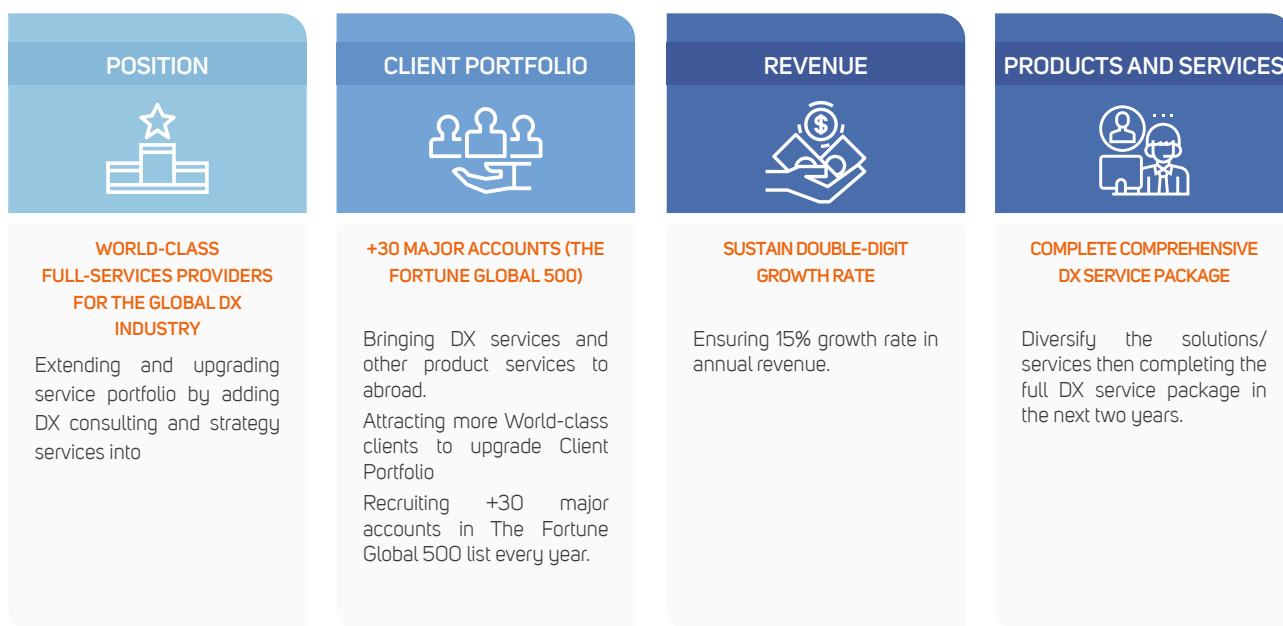 POSITION
WORLD-CLASS
FULL-SERVICES PROVIDERS
FOR THE GLOBAL DX
INDUSTRY
Extending and upgrading
service portfolio by adding
DX consulting and strategy
services into
CLIENT PORTFOLIO
+30 MAJOR ACCOUNTS (THE
FORTUNE GLOBAL 500)
Bringing DX services and
other product services to
abroad.
Attracting more World-class
clients to upgrade Client
Portfolio
Recruiting +30 major
accounts in The Fortune
Global 500 list every year.
REVENUE
$
SUSTAIN DOUBLE-DIGIT
GROWTH RATE
Ensuring 15% growth rate in
annual revenue.
PRODUCTS AND SERVICES
COMPLETE COMPREHENSIVE
DX SERVICE PACKAGE
Diversify the solutions/
services then completing the
full DX service package in
the next two years.